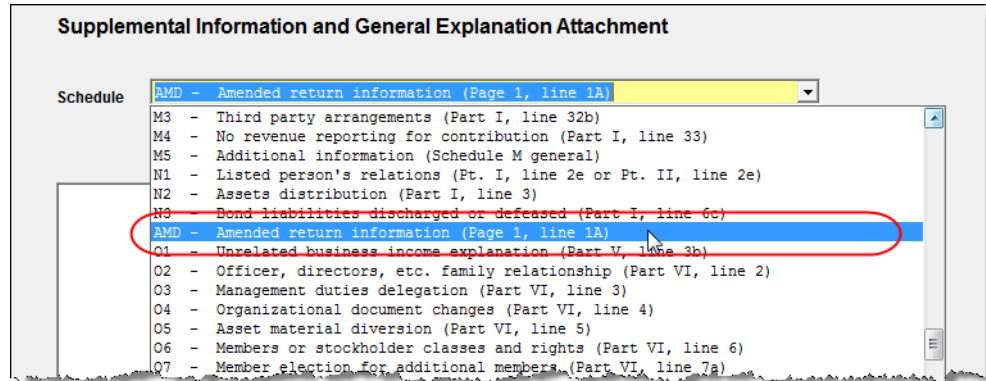 Supplemental Information and General Explanation Attachment
Schedule AMD - Amended return information (Page 1, line 1A)
M3 - Third party arrangements (Part I, line 32b)
M4 - No revenue reporting for contribution (Part I, line 33)
M5 - Additional information (Schedule M general)
N1 - Listed person's relations (Pt. I, line 2e or Pt. II, line 2e)
N2 - Assets distribution (Part I, line 3)
N3 - Bond liabilities discharged or defeased (Part I, line 6c)
AMD - Amended return information (Page 1, line 1A)
O1 - Unrelated business income explanation (Part V, line 3b)
O2 - Officer, directors, etc. family relationship (Part VI, line 2)
O3 - Management duties delegation (Part VI, line 3)
O4 - Organizational document changes (Part VI, line 4)
O5 - Asset material diversion (Part VI, line 5)
O6 - Members or stockholder classes and rights (Part VI, line 6)
O7 - Member election for additional members (Part VI, line 7a)